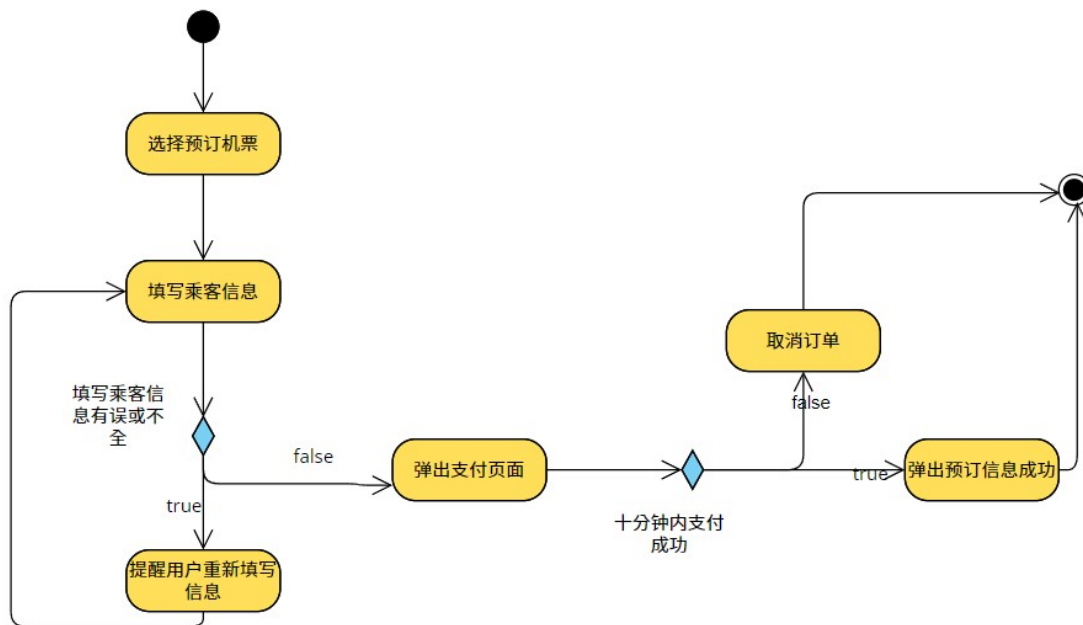 选择预订机票
填写乘客信息
填写乘客信
息有误或不
全
false
true
提醒用户重新填写
信息
弹出支付页面
十分钟内支付
成功
取消订单
false
true
弹出预订信息成功